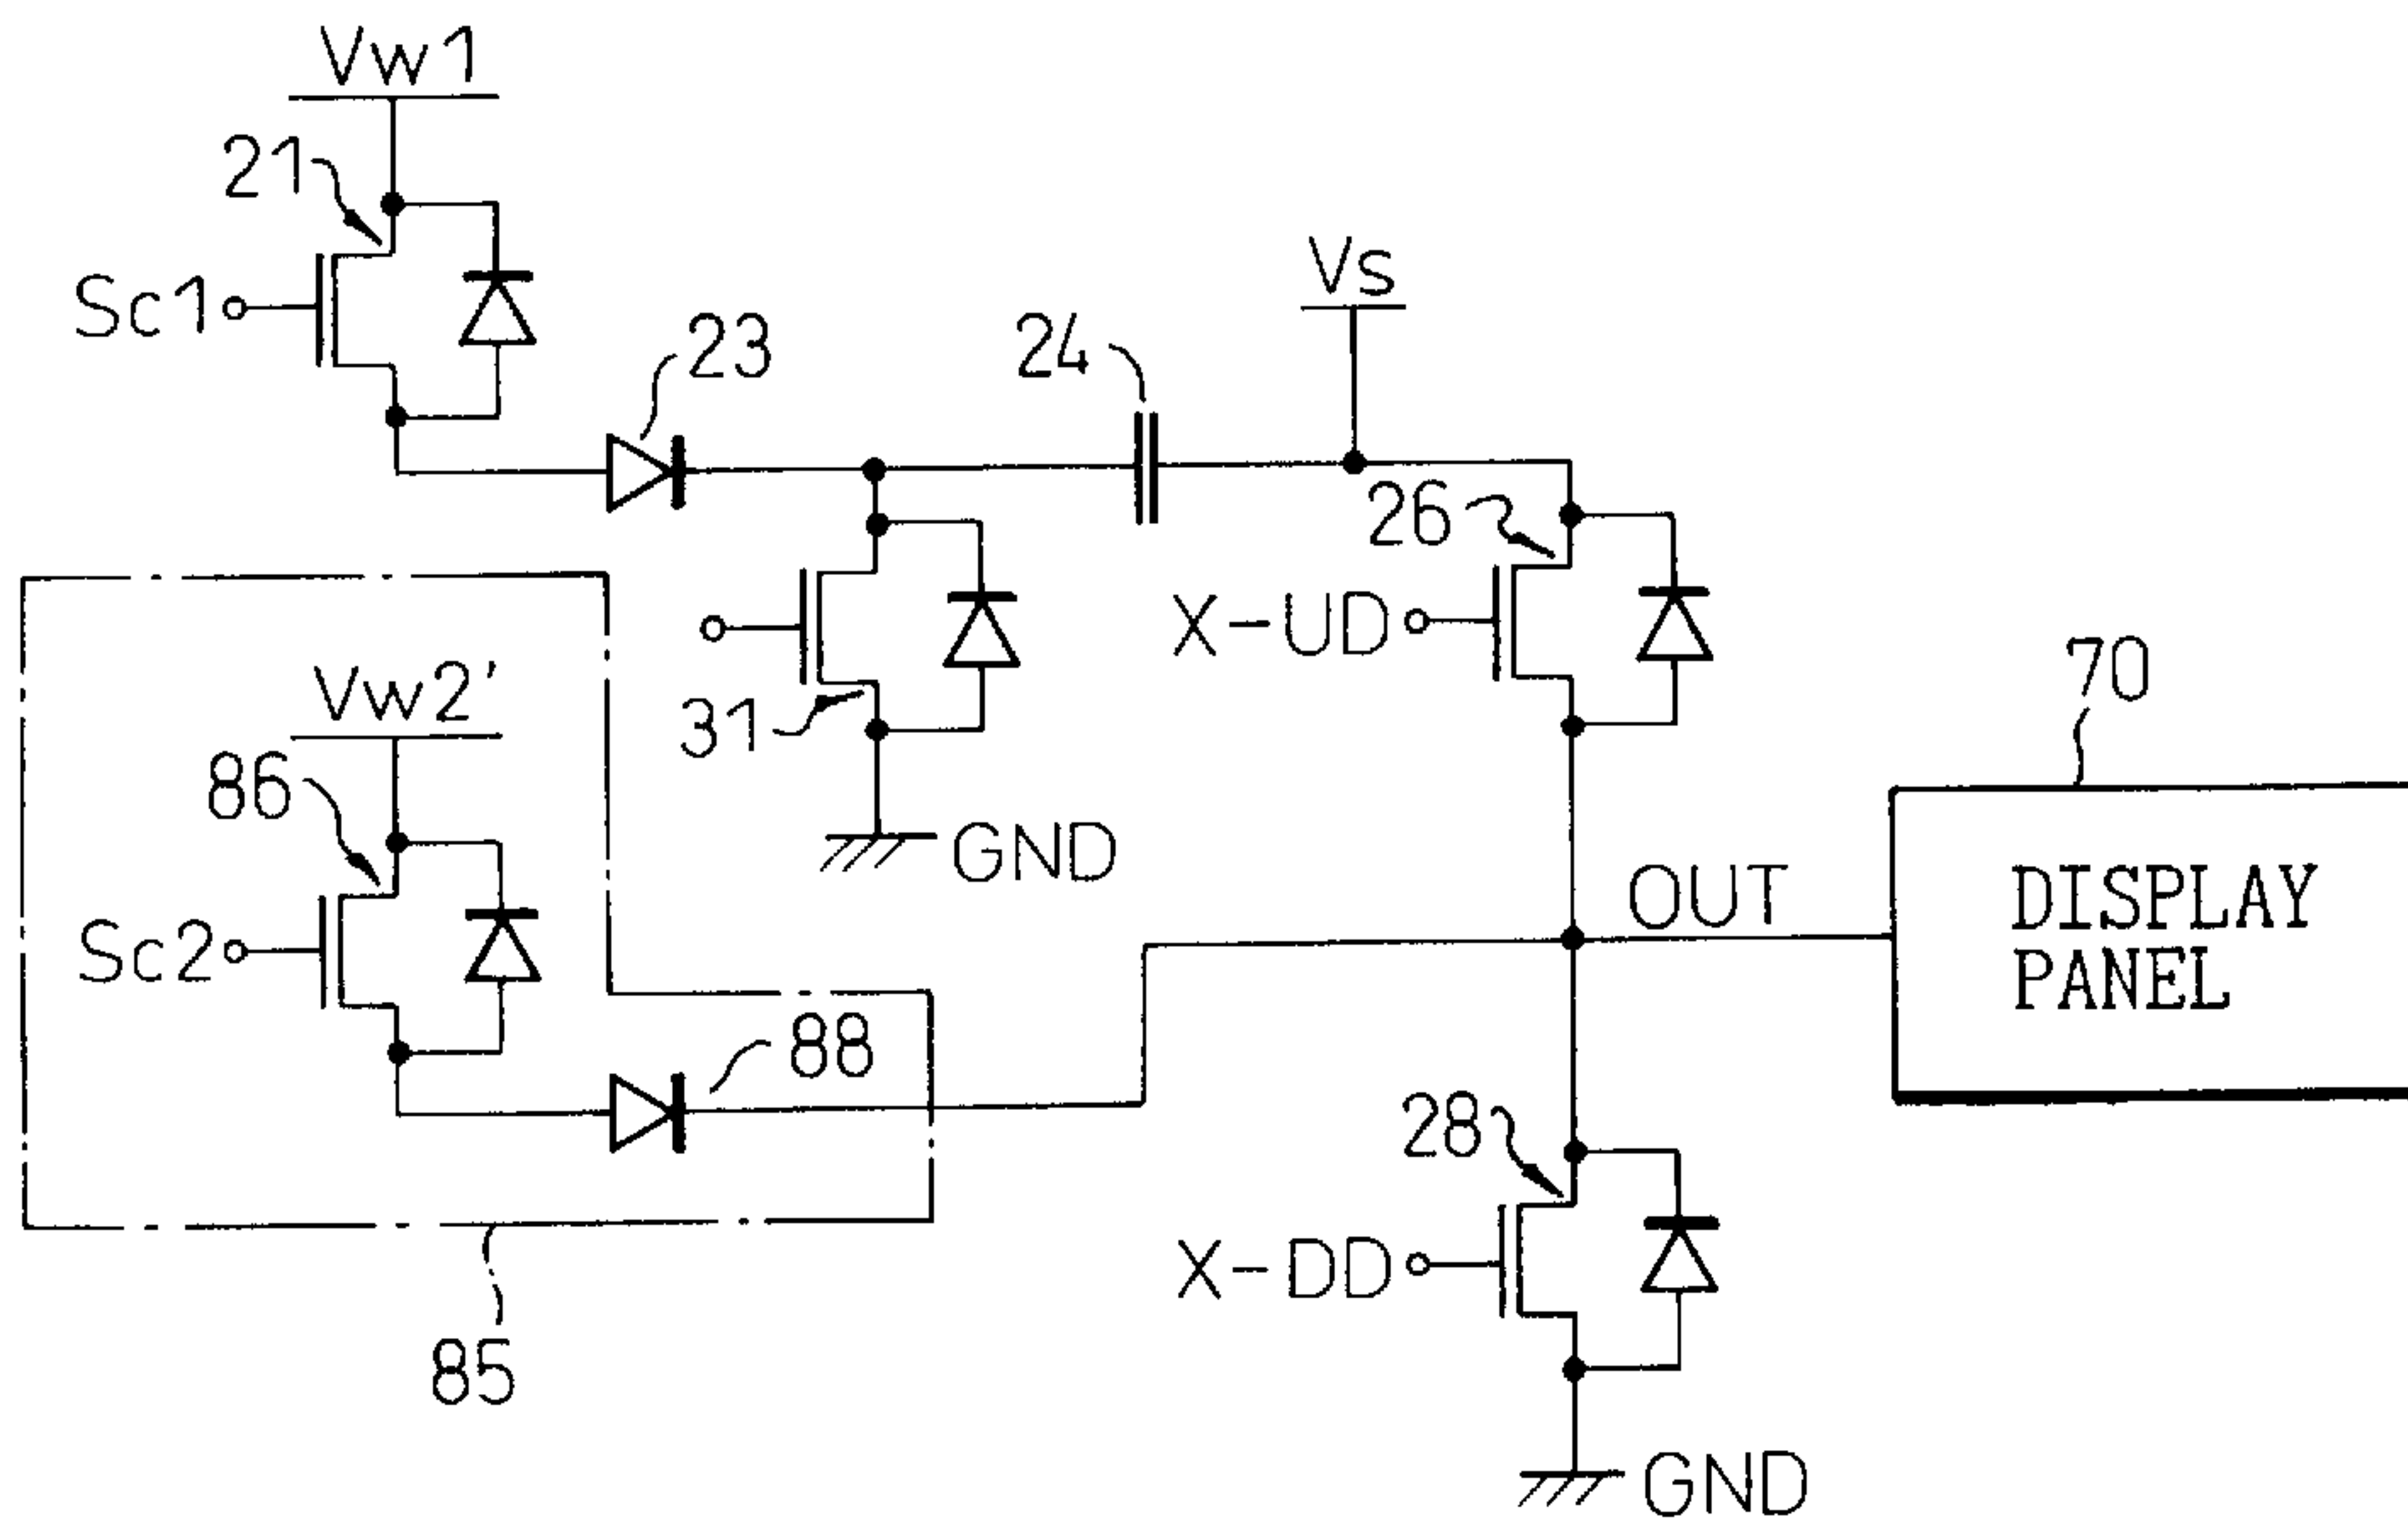 Vw1
21
Sc1
23
24
Vs
26
X-UD
31
GND
Vw2'
86
Sc2
88
85
OUT
70
DISPLAY
PANEL
28
X-DD
GND